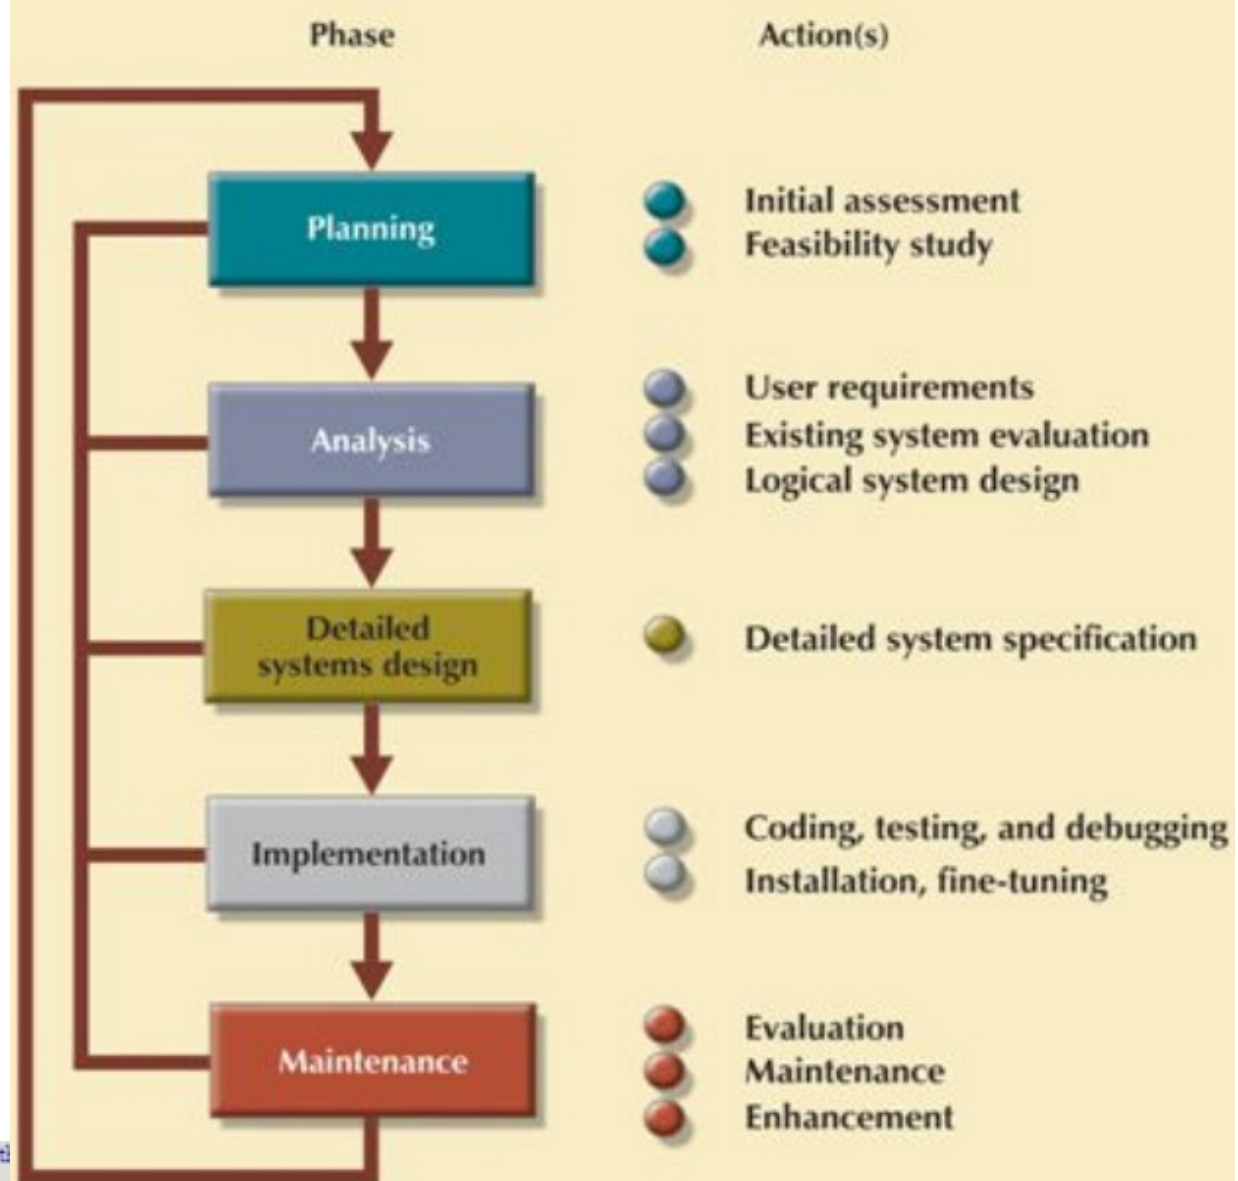 Phase
Action(s)
Planning
Initial assessment
Feasibility study
Analysis
User requirements
Existing system evaluation
Logical system design
Detailed
systems design
Detailed system specification
Implementation
Coding, testing, and debugging
Installation, fine-tuning
Maintenance
Evaluation
Maintenance
Enhancement